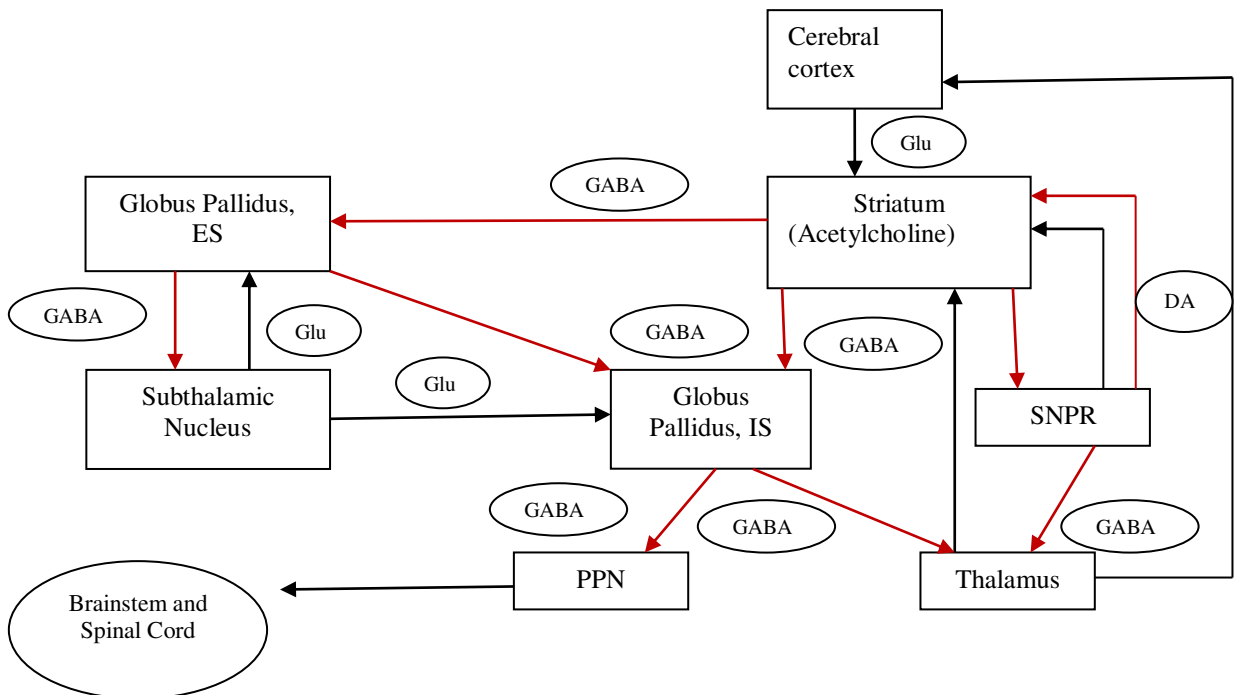 Cerebral
cortex
Glu
GABA
Globus Pallidus,
ES
Striatum
(Acetylcholine)
GABA
Glu
GABA
GABA
DA
Subthalamic
Nucleus
Glu
Globus
Pallidus, IS
SNPR
GABA
GABA
GABA
PPN
Thalamus
Brainstem and
Spinal Cord